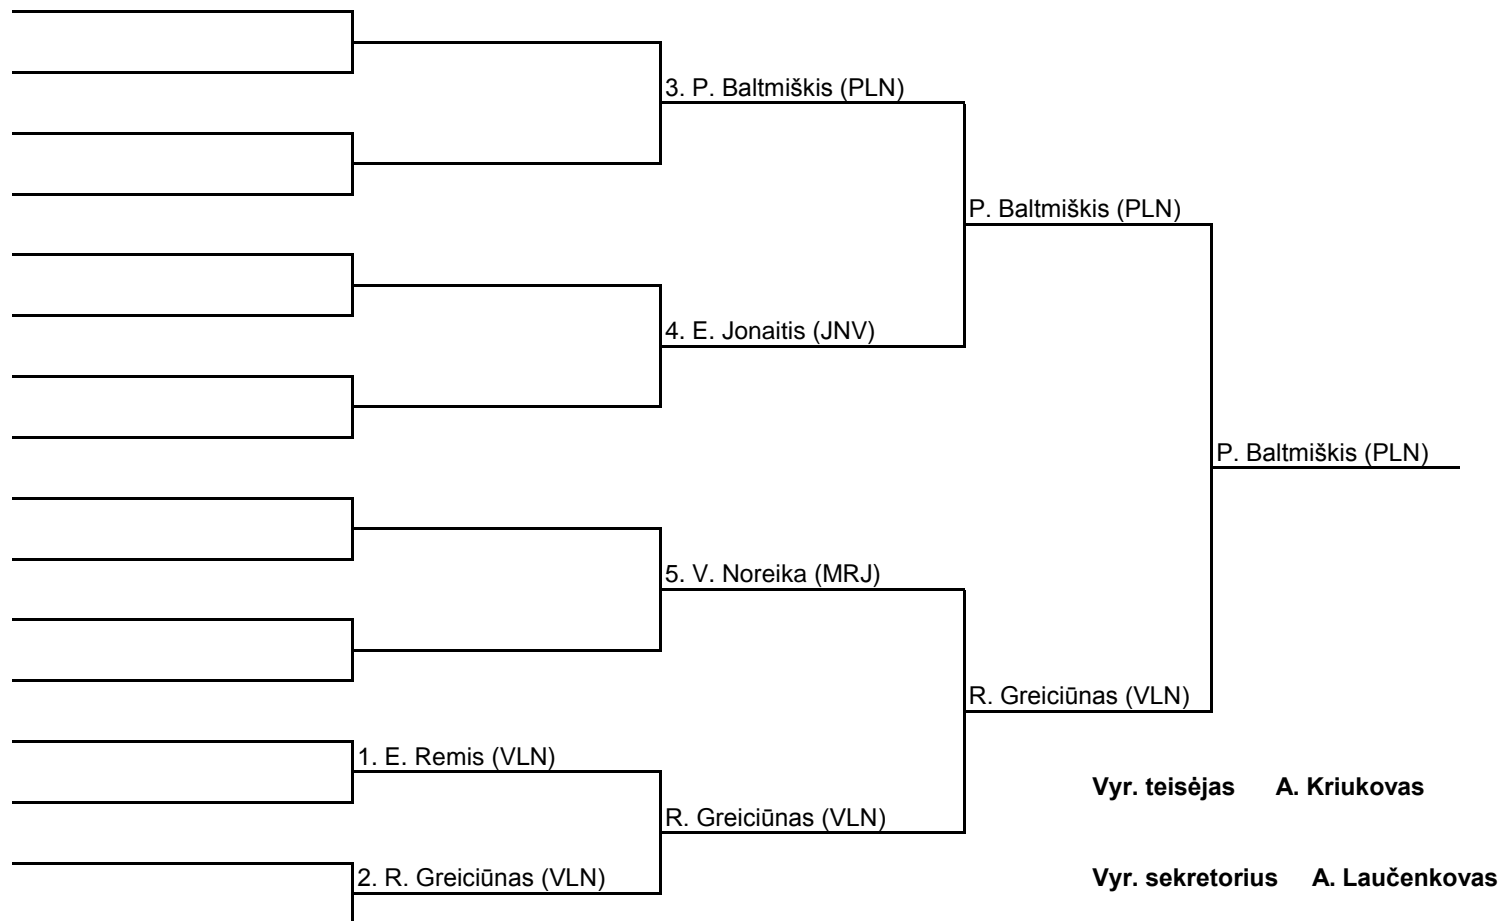 3. P. Baltmiškis (PLN)
P. Baltmiškis (PLN)
4. E. Jonaitis (JNV)
P. Baltmiškis (PLN)
5. V. Noreika (MRJ)
R. Greiciūnas (VLN)
1. E. Remis (VLN)
Vyr. teisėjas A. Kriukovas
R. Greiciūnas (VLN)
2. R. Greiciūnas (VLN)
Vyr. sekretorius A. Laučenkovas